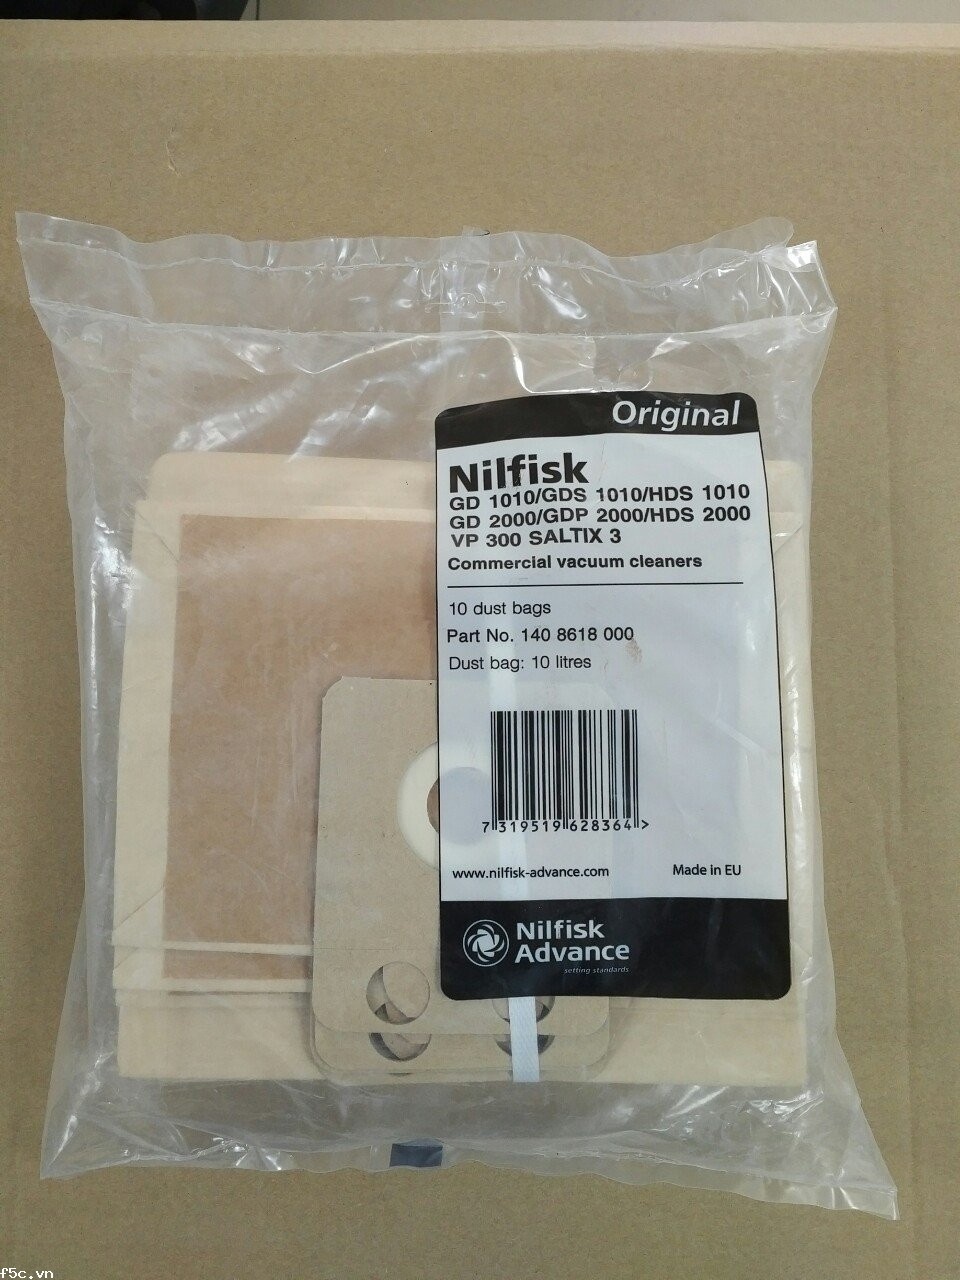 Original
Nilfisk
GD 1010/GDS 1010/HDS 1010
GD 2000/GDP 2000/HDS 2000
VP 300 SALTIX 3
Commercial vacuum cleaners
10 dust bags
Part No. 140 8618 000
Dust bag: 10 litres
7 319519 628364 >
www.nilfisk-advance.com Made in EU
Nilfisk
Advance
setting standards
f5c.vn